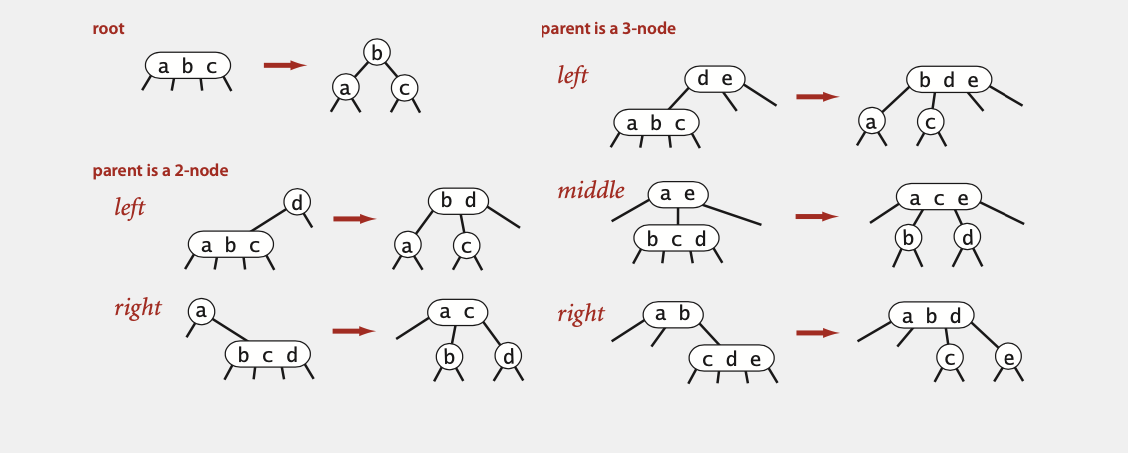 root
a b c
b
a
c
parent is a 2-node
left
d
a b c
b d
a
c
right
a
b c d
a c
b
d
parent is a 3-node
left
d e
a b c
b d e
a
c
middle
a e
b c d
a c e
b
d
right
a b
c d e
a b d
c
e